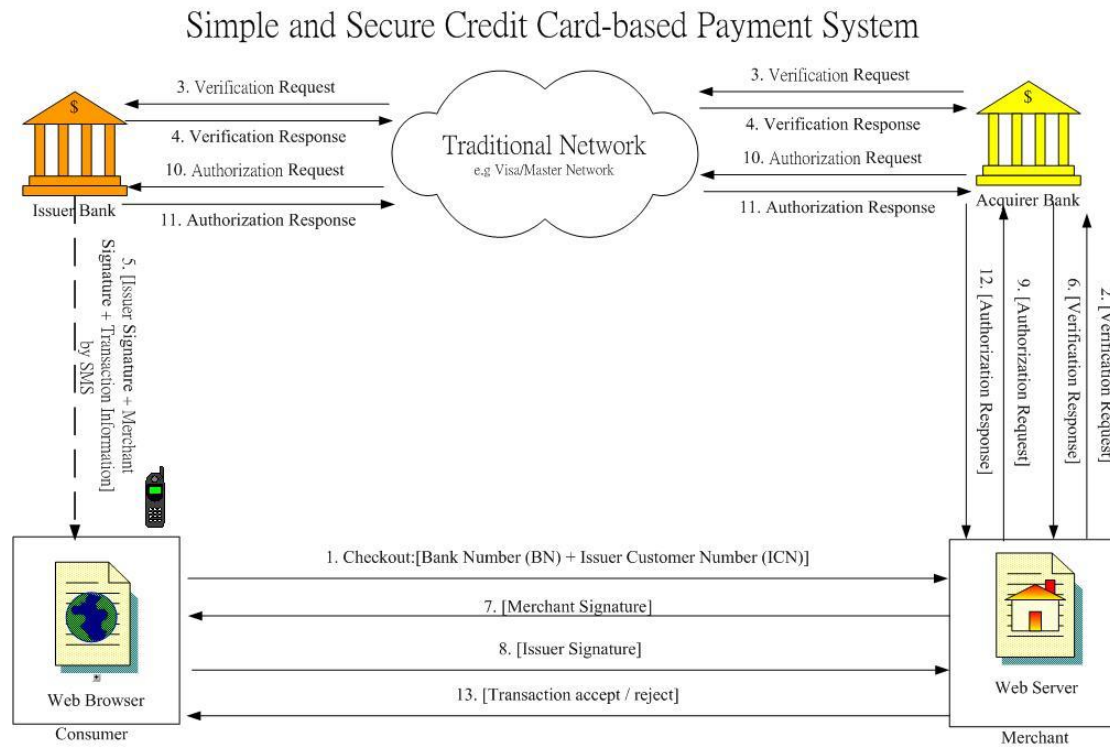 Simple and Secure Credit Card-based Payment System
3. Verification Request
3. Verification Request
$
$
4. Verification Response
Traditional Network
4. Verification Response
e.g Visa/Master Network
10. Authorization Request
10. Authorization Request
Issuer Bank
11. Authorization Response
11. Authorization Response
Acquirer Bank
5. [Issuer Signature + Merchant
Signature + Transaction Information]
by SMS
12. [Authorization Response]
9. [Authorization Request]
6. [Verification Response]
2. [Verification Request]
1. Checkout:[Bank Number (BN) + Issuer Customer Number (ICN)]
7. [Merchant Signature]
8. [Issuer Signature]
13. [Transaction accept / reject]
Web Browser
Consumer
Web Server
Merchant